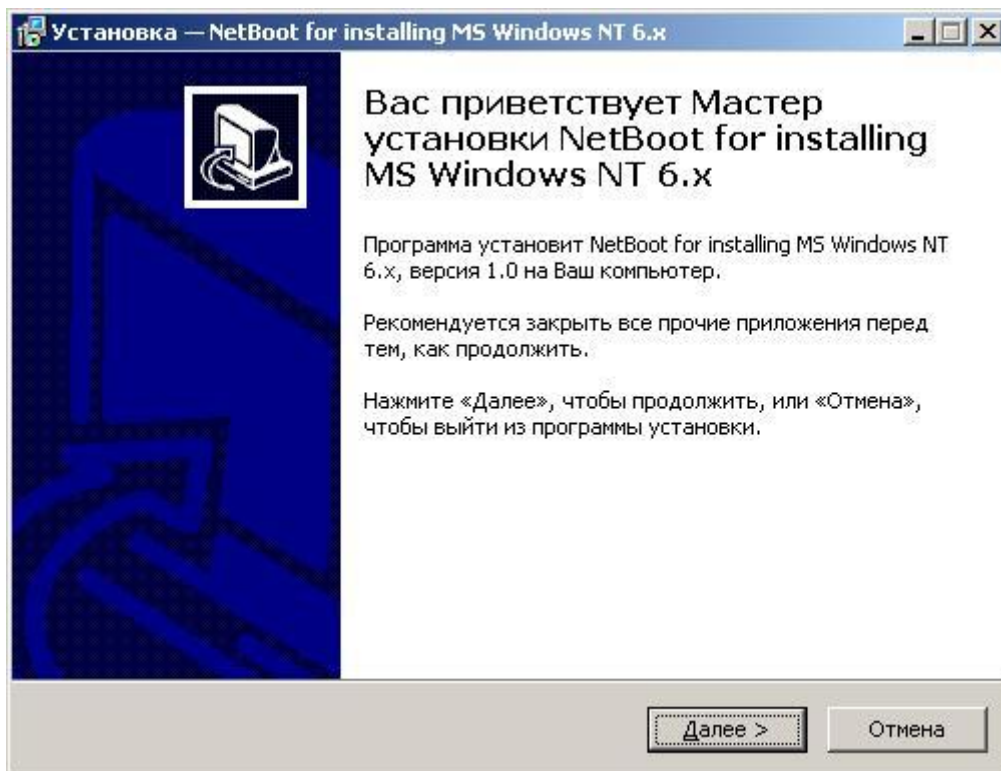 Установка — NetBoot for installing MS Windows NT 6.x
Вас приветствует Мастер
установки NetBoot for installing
MS Windows NT 6.x
Программа установит NetBoot for installing MS Windows NT
6.x, версия 1.0 на Ваш компьютер.
Рекомендуется закрыть все прочие приложения перед
тем, как продолжить.
Нажмите «Далее», чтобы продолжить, или «Отмена»,
чтобы выйти из программы установки.
Далее >
Отмена